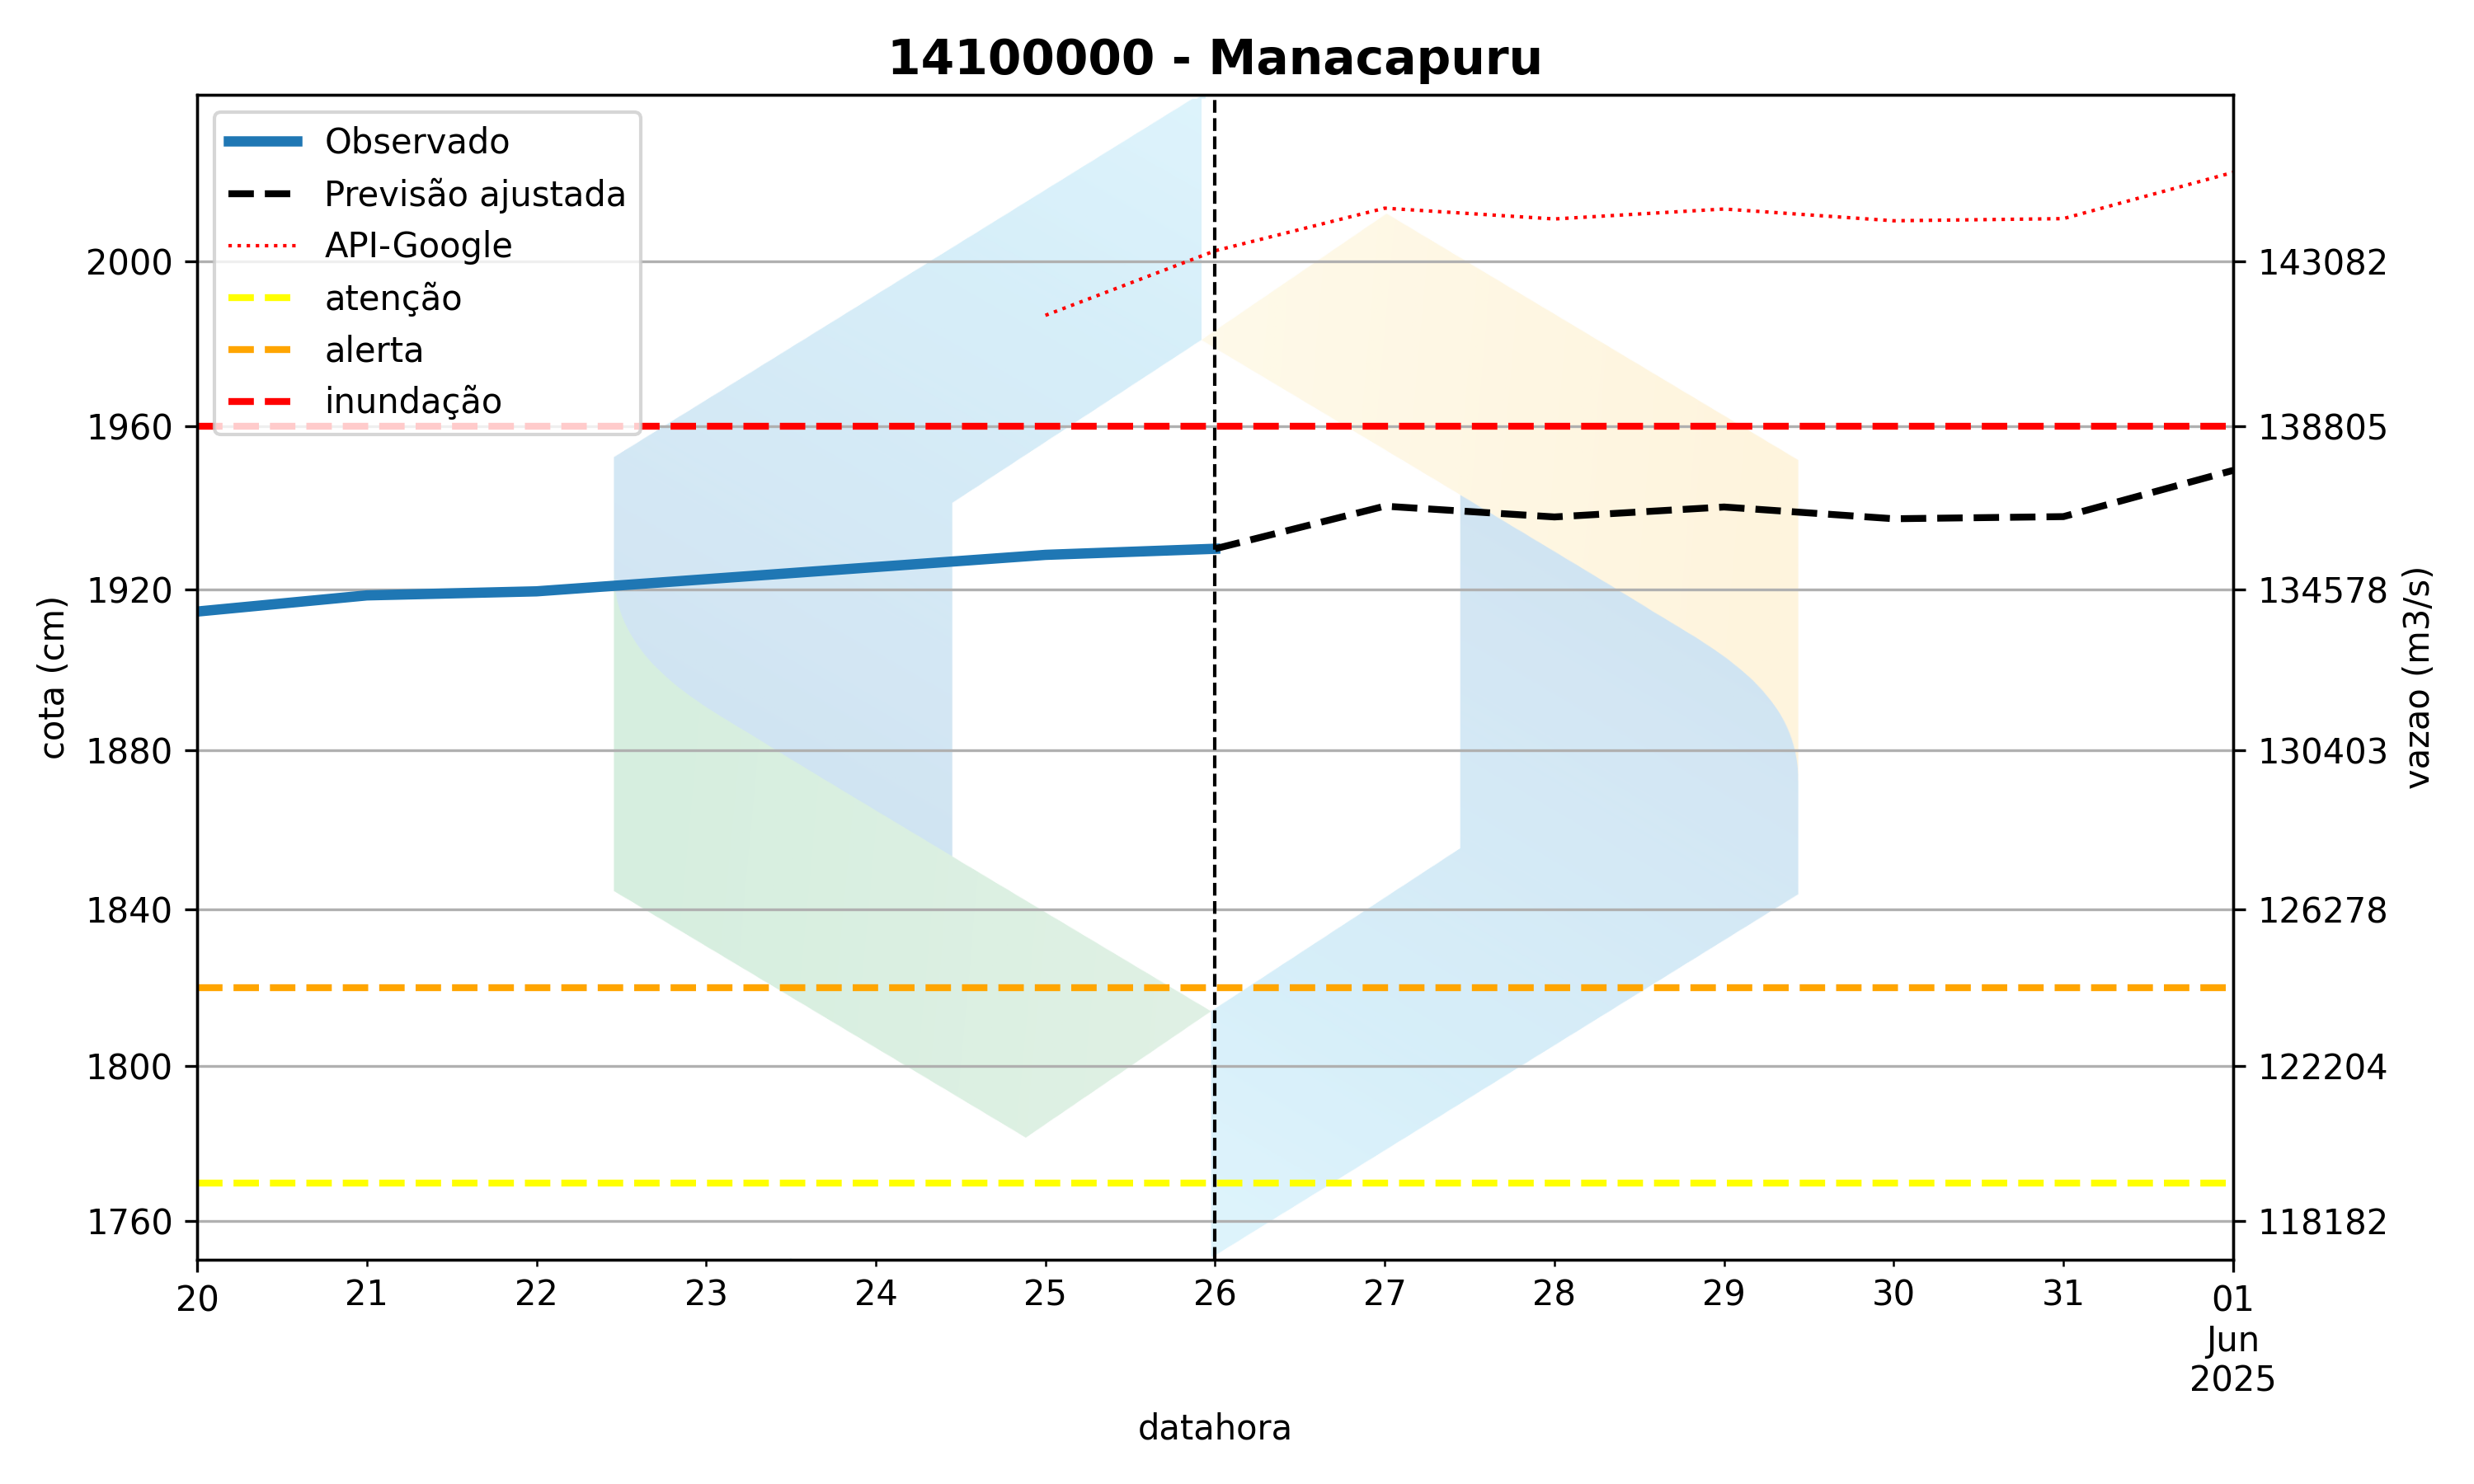 14100000 - Manacapuru
Observado
Previsão ajustada
API-Google
atenção
alerta
inundação
2000
1960
1920
1880
1840
1800
1760
cota (cm)
143082
138805
134578
130403
126278
122204
118182
vazao (m3/s)
20 21 22 23 24 25 26 27 28 29 30 31 01
Jun
2025
datahora